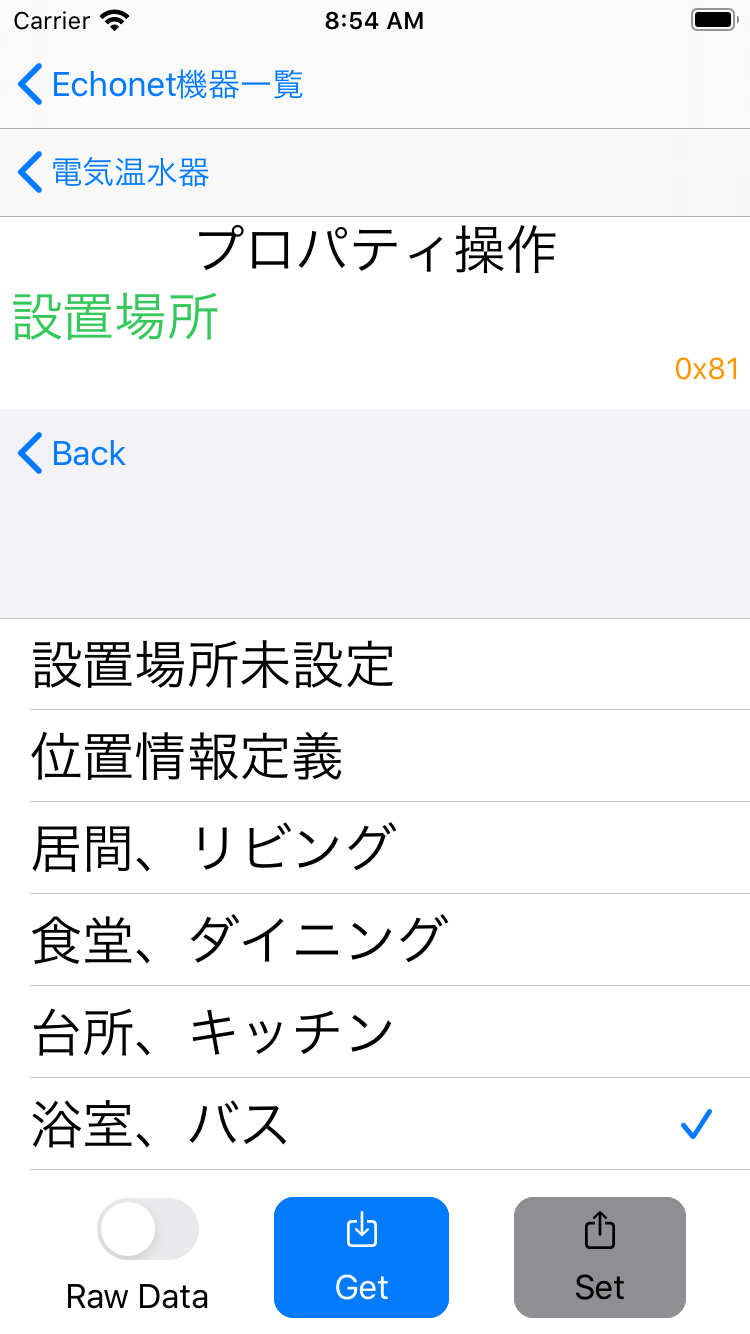 Carrier 8:54 AM
Echonet機器一覧
電気温水器
プロパティ操作
設置場所
0x81
Back
設置場所未設定
位置情報定義
居間、リビング
食堂、ダイニング
台所、キッチン
浴室、バス
Raw Data
Get
Set